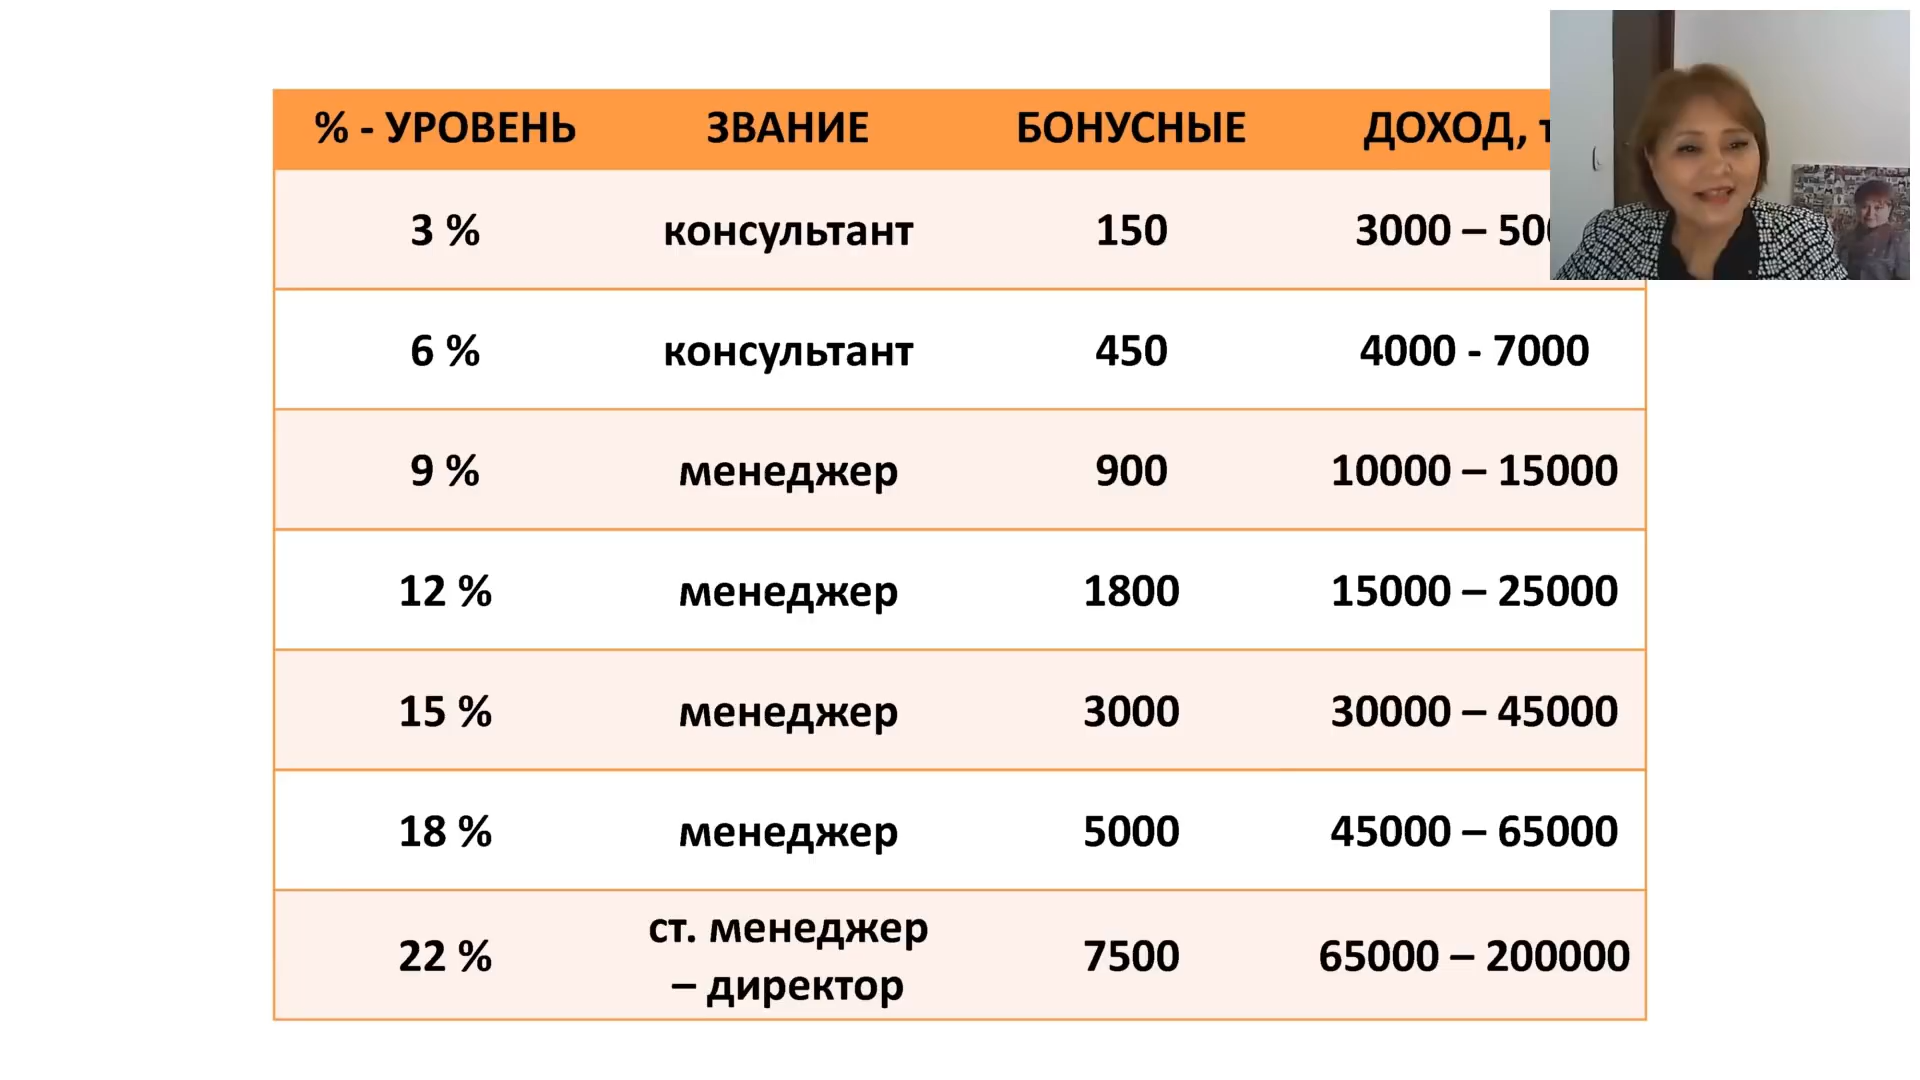 % - УРОВЕНЬ ЗВАНИЕ БОНУСНЫЕ ДОХОД,
3 % консультант 150 3000 –
6 % консультант 450 4000 - 7000
9 % менеджер 900 10000 – 15000
12 % менеджер 1800 15000 – 25000
15 % менеджер 3000 30000 – 45000
18 % менеджер 5000 45000 – 65000
22 % ст. менеджер – директор 7500 65000 – 200000